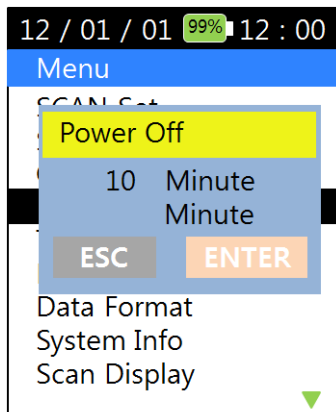 12 / 01 / 01 99% 12 : 00
Menu
Power Off
10 Minute
Minute
ESC ENTER
Data Format
System Info
Scan Display